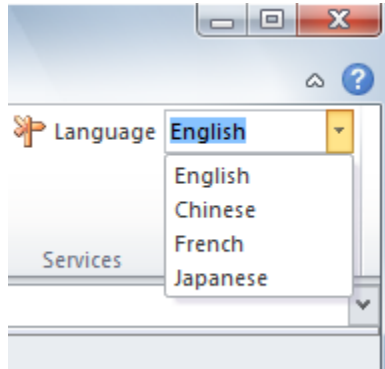 Language English
English
Chinese
French
Services
Japanese